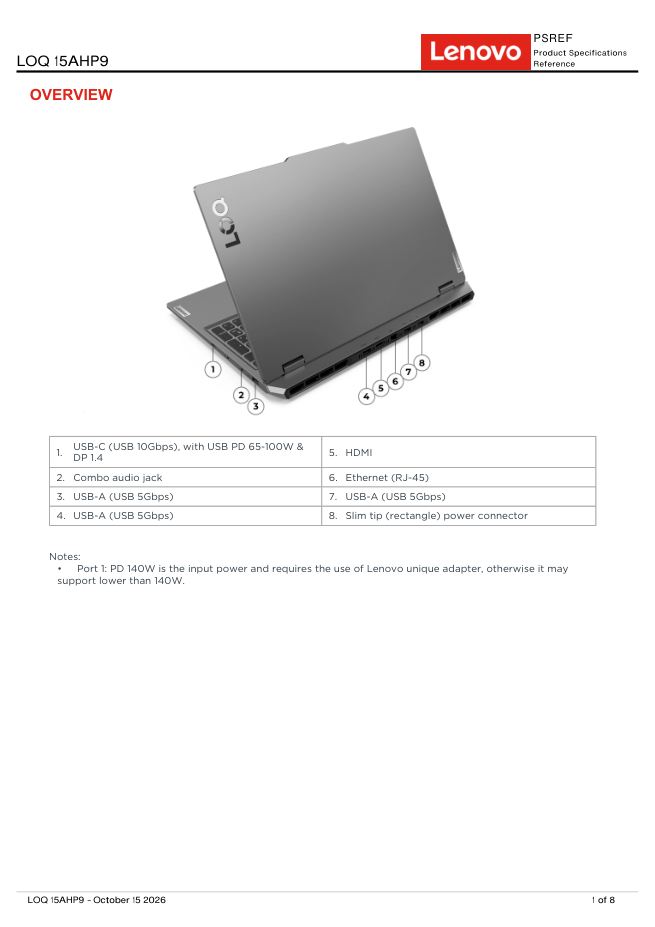 LOQ 15AHP9
Lenovo
PSREF
Product Specifications
Reference
OVERVIEW
LOQ
Lenovo
1
2
3
4
5
6
7
8
1. USB-C (USB 10Gbps), with USB PD 65-100W &
DP 1.4
5. HDMI
2. Combo audio jack
6. Ethernet (RJ-45)
3. USB-A (USB 5Gbps)
7. USB-A (USB 5Gbps)
4. USB-A (USB 5Gbps)
8. Slim tip (rectangle) power connector
Notes:
• Port 1: PD 140W is the input power and requires the use of Lenovo unique adapter, otherwise it may
support lower than 140W.
LOQ 15AHP9 - October 15 2026
1 of 8